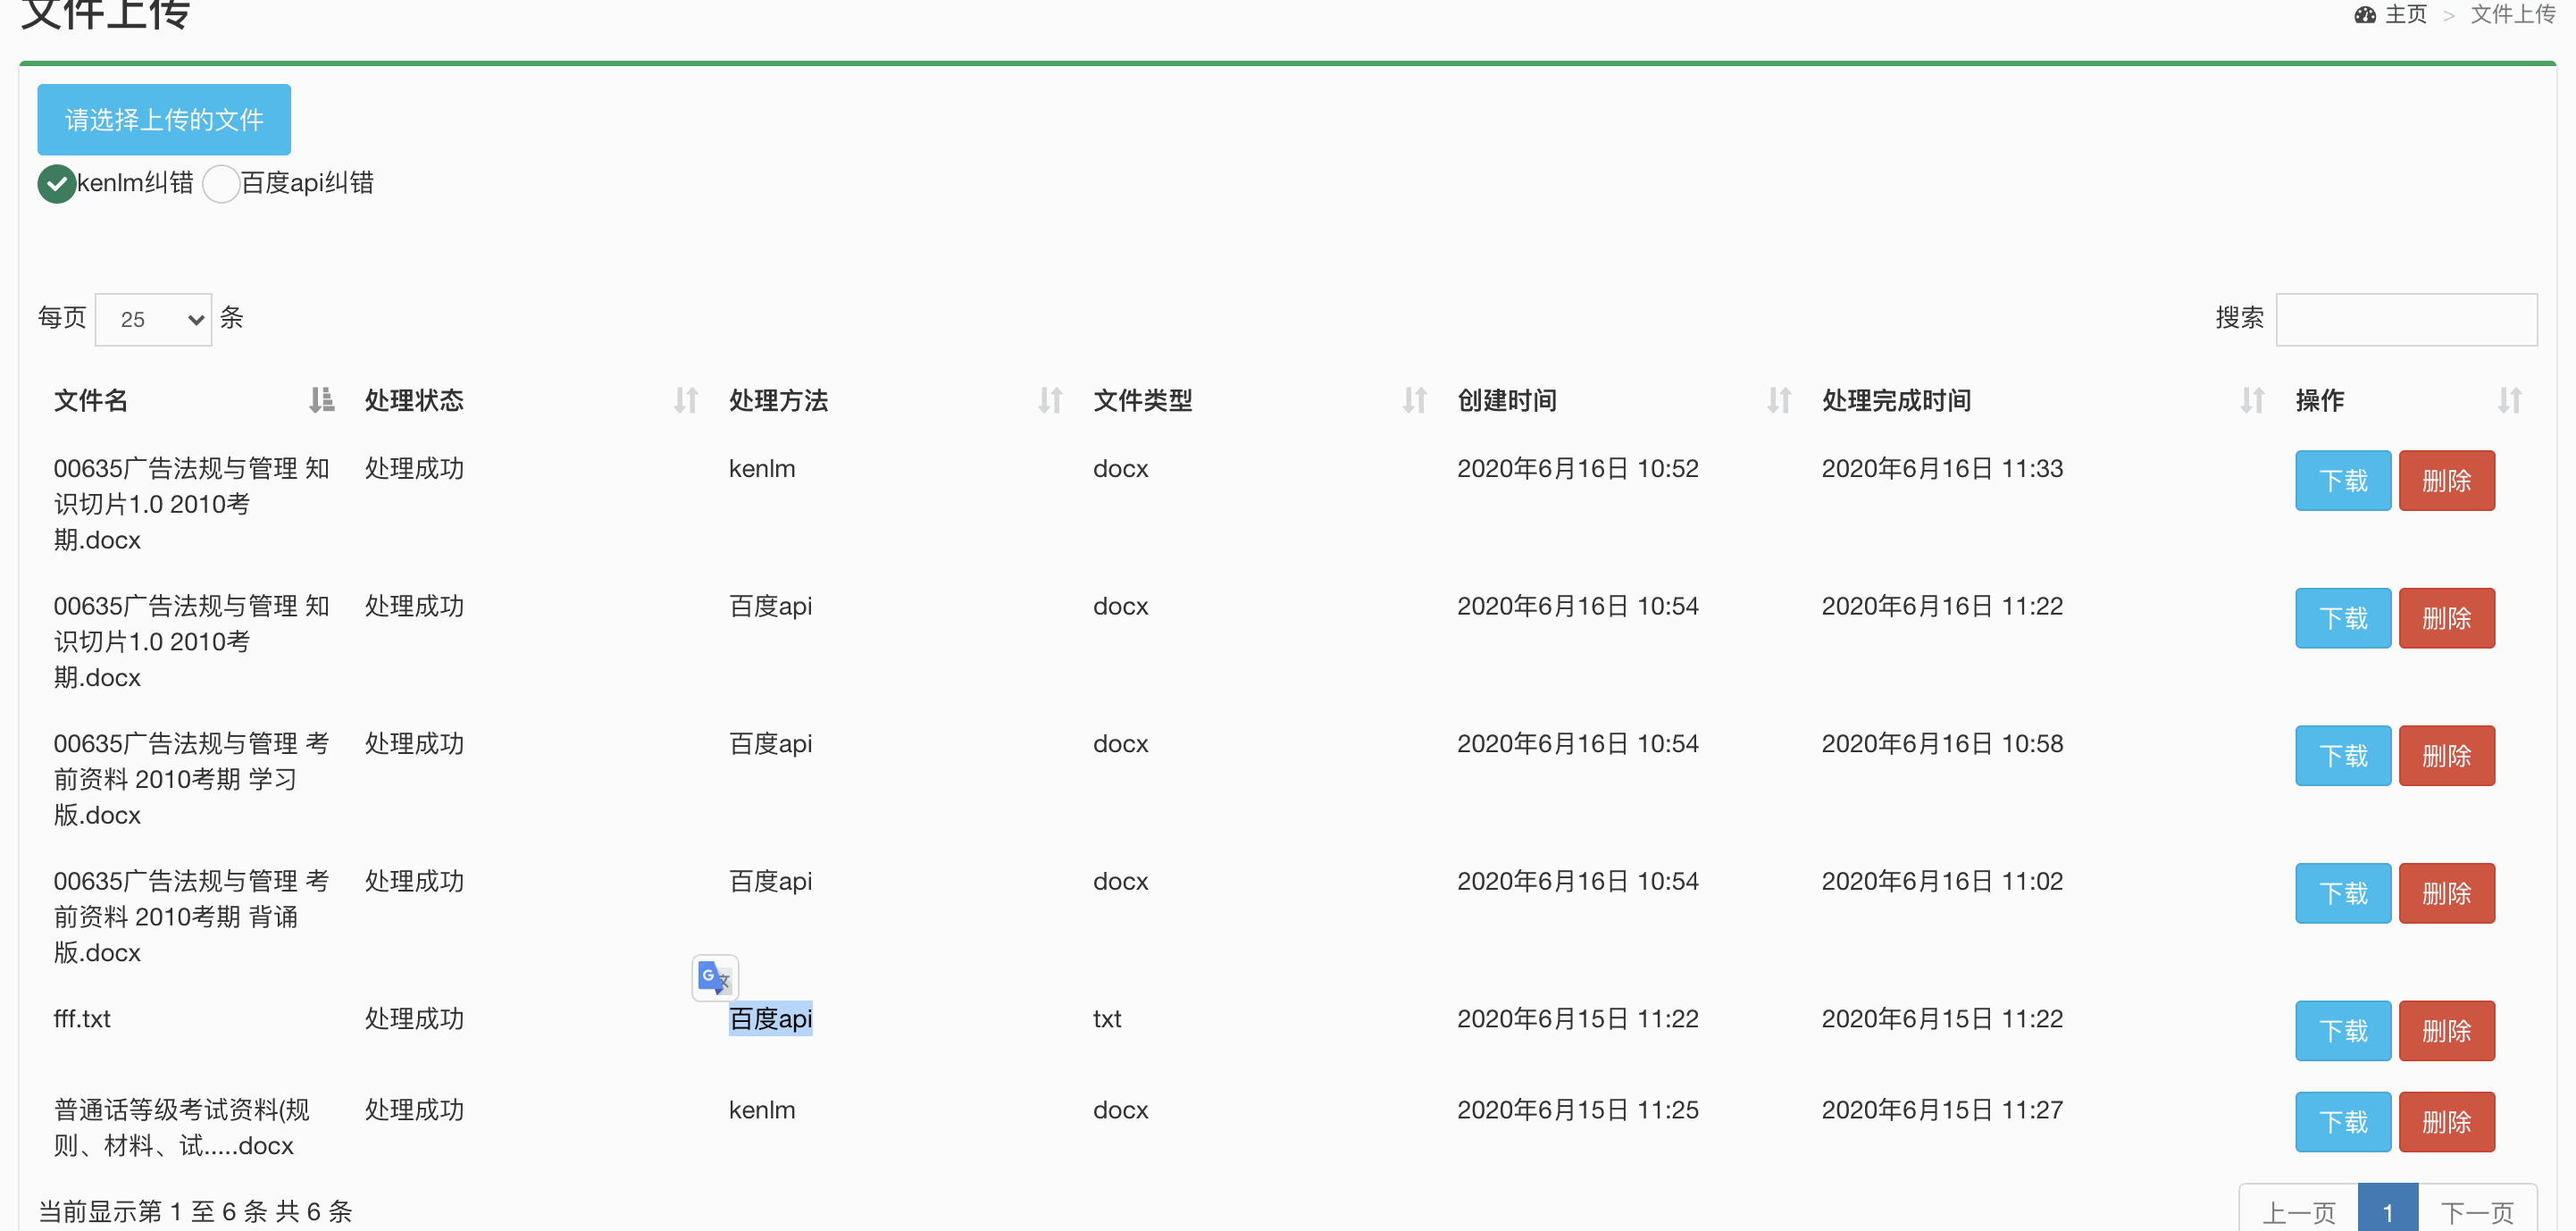 文件上传
主页 > 文件上传
请选择上传的文件
kenlm纠错 百度api纠错
每页 25 条
搜索
文件名 处理状态 处理方法 文件类型 创建时间 处理完成时间 操作
00635广告法规与管理 知 处理成功 kenlm docx 2020年6月16日 10:52 2020年6月16日 11:33 下载 删除
识切片1.0 2010考
期.docx
00635广告法规与管理 知 处理成功 百度api docx 2020年6月16日 10:54 2020年6月16日 11:22 下载 删除
识切片1.0 2010考
期.docx
00635广告法规与管理 考 处理成功 百度api docx 2020年6月16日 10:54 2020年6月16日 10:58 下载 删除
前资料 2010考期 学习
版.docx
00635广告法规与管理 考 处理成功 百度api docx 2020年6月16日 10:54 2020年6月16日 11:02 下载 删除
前资料 2010考期 背诵
版.docx
fff.txt 处理成功 百度api txt 2020年6月15日 11:22 2020年6月15日 11:22 下载 删除
普通话等级考试资料(规 处理成功 kenlm docx 2020年6月15日 11:25 2020年6月15日 11:27 下载 删除
则、材料、试.....docx
当前显示第 1 至 6 条 共 6 条
上一页 1 下一页